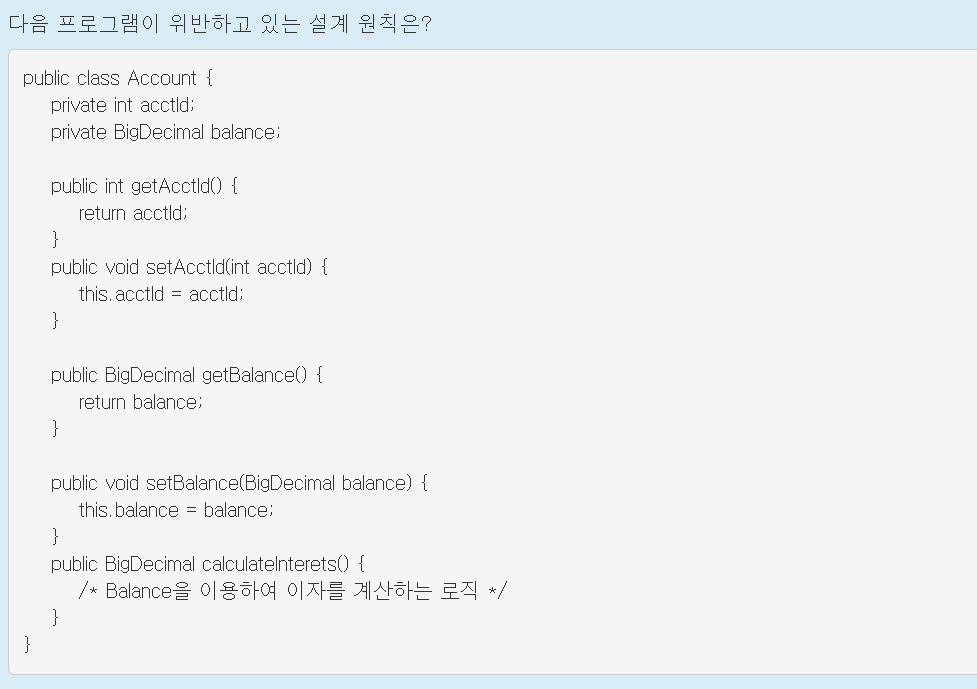 다음 프로그램이 위반하고 있는 설계 원칙은?
public class Account {
private int acctId;
private BigDecimal balance;
public int getAcctId() {
return acctId;
}
public void setAcctId(int acctId) {
this.acctId = acctId;
}
public BigDecimal getBalance() {
return balance;
}
public void setBalance(BigDecimal balance) {
this.balance = balance;
}
public BigDecimal calculateInterets() {
/* Balance을 이용하여 이자를 계산하는 로직 */
}
}